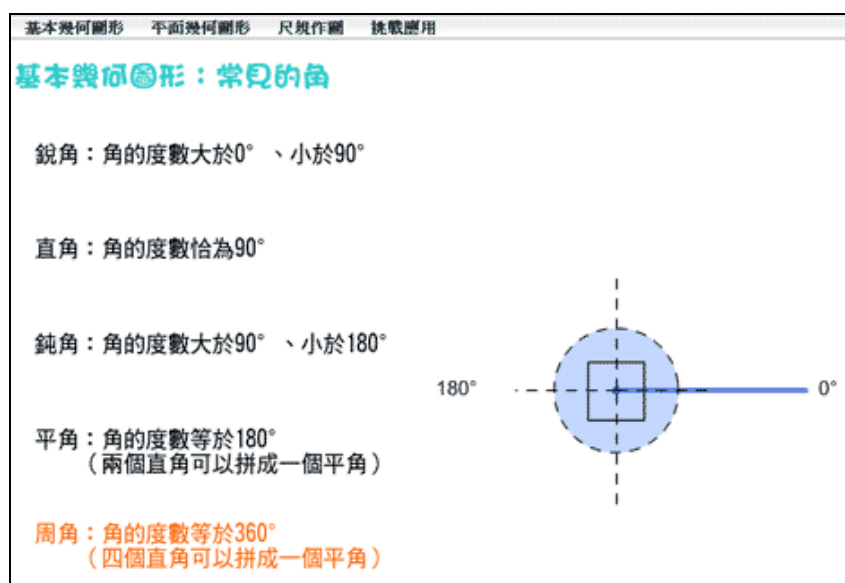 基本幾何圖形 平面幾何圖形 尺規作圖 挑戰應用
基本幾何圖形：常見的角
銳角：角的度數大於0°、小於90°
直角：角的度數恰為90°
鈍角：角的度數大於90°、小於180°
180° 0°
平角：角的度數等於180°
（兩個直角可以拼成一個平角）
周角：角的度數等於360°
（四個直角可以拼成一個平角）